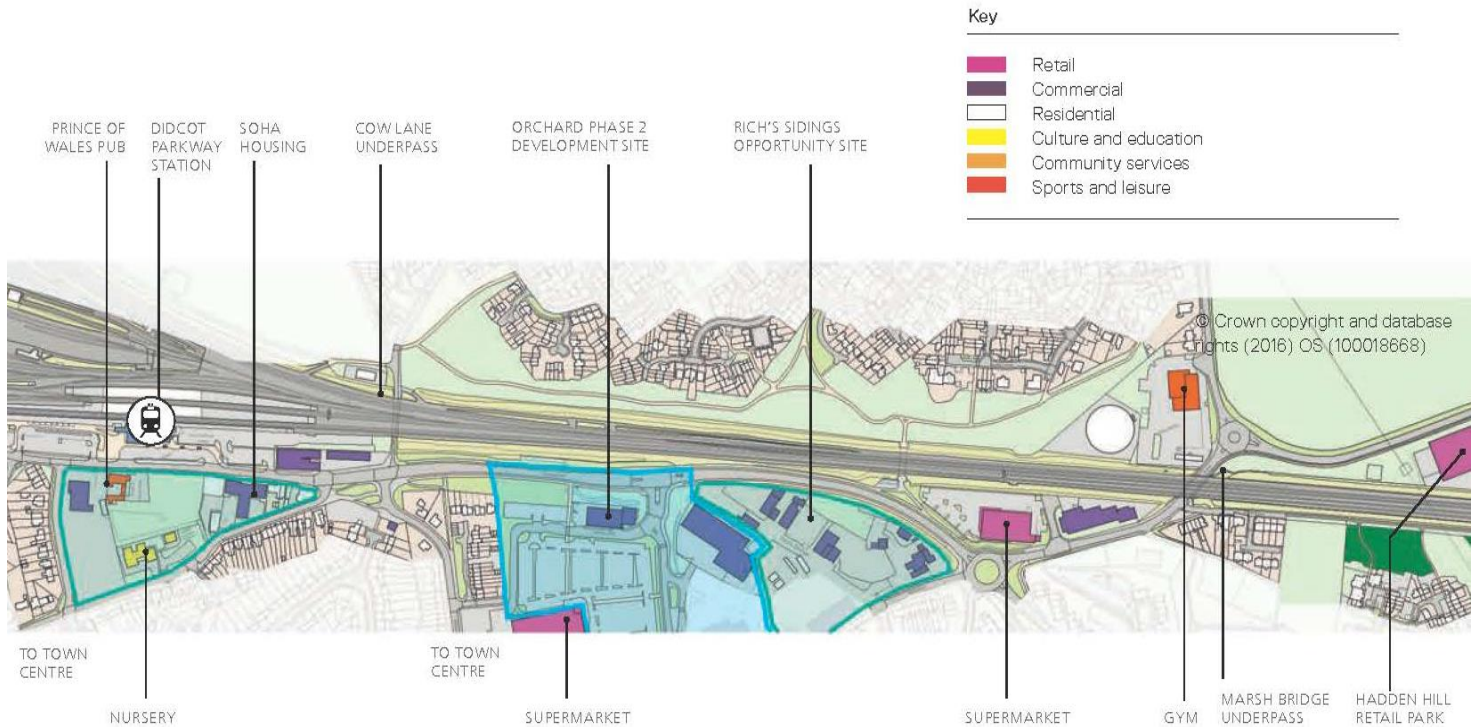 Key
Retail
Commercial
Residential
Culture and education
Community services
Sports and leisure
PRINCE OF
WALES PUB
DIDCOT
PARKWAY
STATION
SOHA
HOUSING
COW LANE
UNDERPASS
ORCHARD PHASE 2
DEVELOPMENT SITE
RICH'S SIDINGS
OPPORTUNITY SITE
© Crown copyright and database
rights (2016) OS (100018668)
TO TOWN
CENTRE
NURSERY
TO TOWN
CENTRE
SUPERMARKET
SUPERMARKET
GYM
MARSH BRIDGE
UNDERPASS
HADDEN HILL
RETAIL PARK